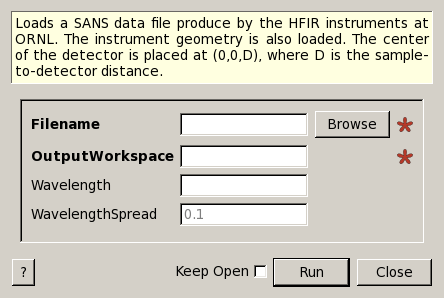 Loads a SANS data file produce by the HFIR instruments at
ORNL. The instrument geometry is also loaded. The center
of the detector is placed at (0,0,D), where D is the sample-
to-detector distance.
Filename Browse *
OutputWorkspace *
Wavelength
WavelengthSpread 0.1
? Keep Open Run Close